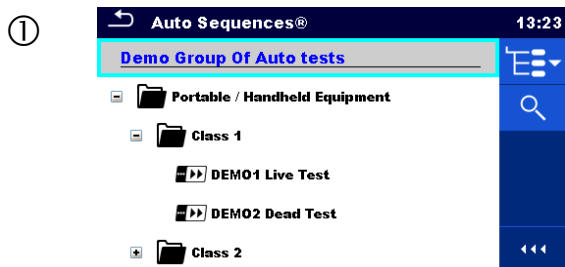 ①
Auto Sequences® 13:23
Demo Group Of Auto tests
Portable / Handheld Equipment
Class 1
DEMO1 Live Test
DEMO2 Dead Test
Class 2